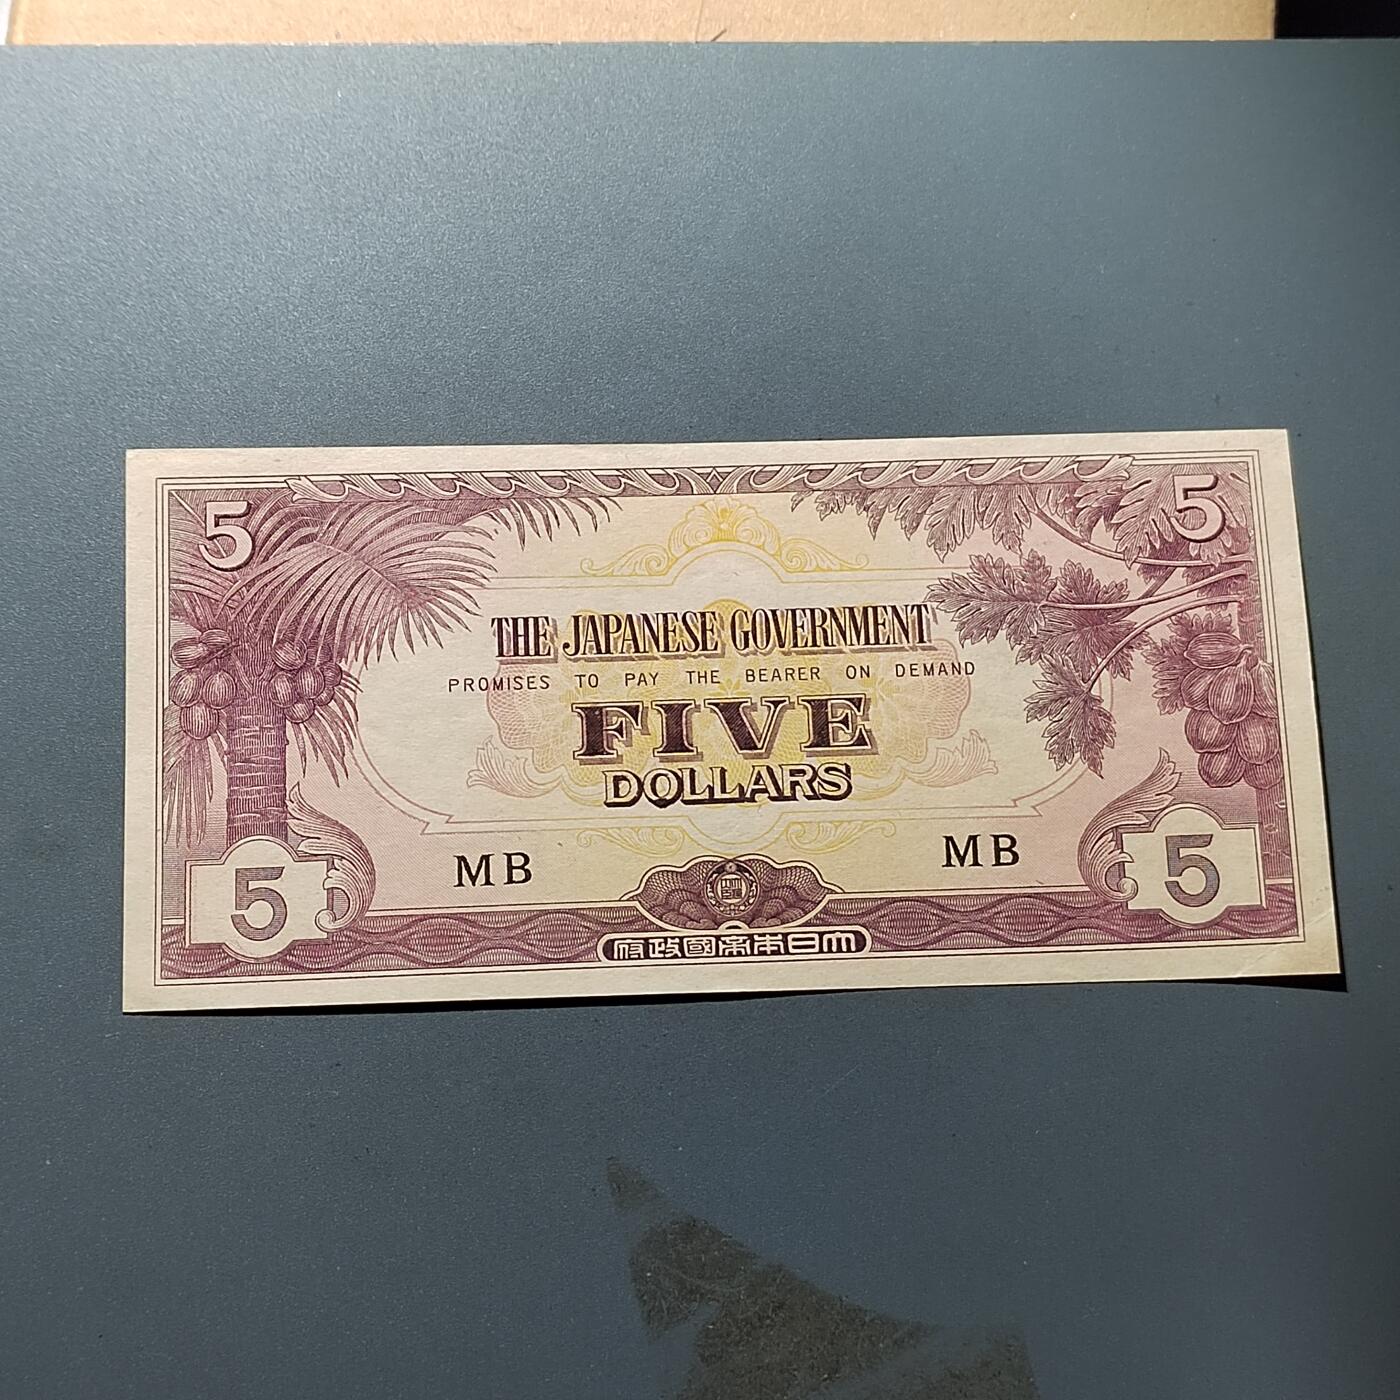 5 5
THE JAPANESE GOVERNMENT
PROMISES TO PAY THE BEARER ON DEMAND
FIVE
DOLLARS
MB MB
5 5
府政國帝本日大